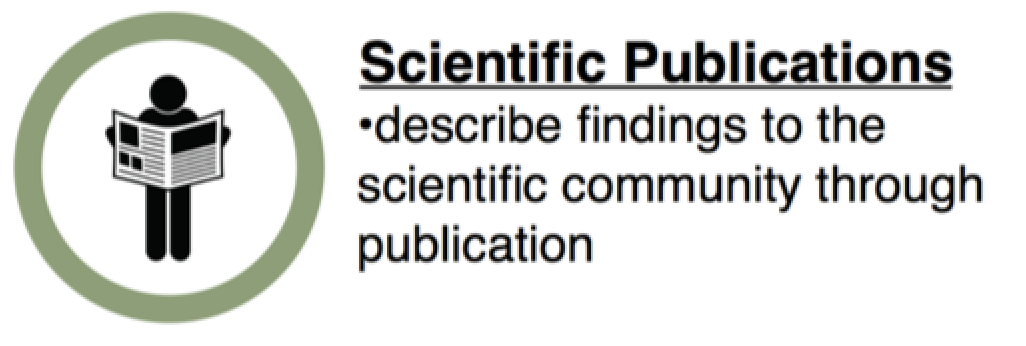 Scientific Publications
•describe findings to the
scientific community through
publication